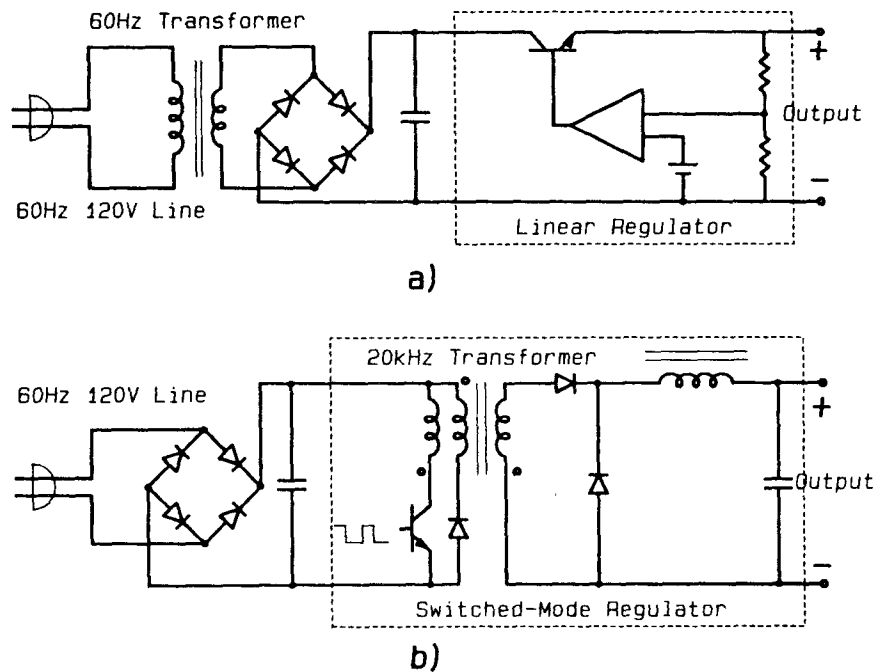 60Hz Transformer
+
Output
60Hz 120V Line
−
Linear Regulator
a)
20kHz Transformer
60Hz 120V Line
+
Output
−
Switched-Mode Regulator
b)